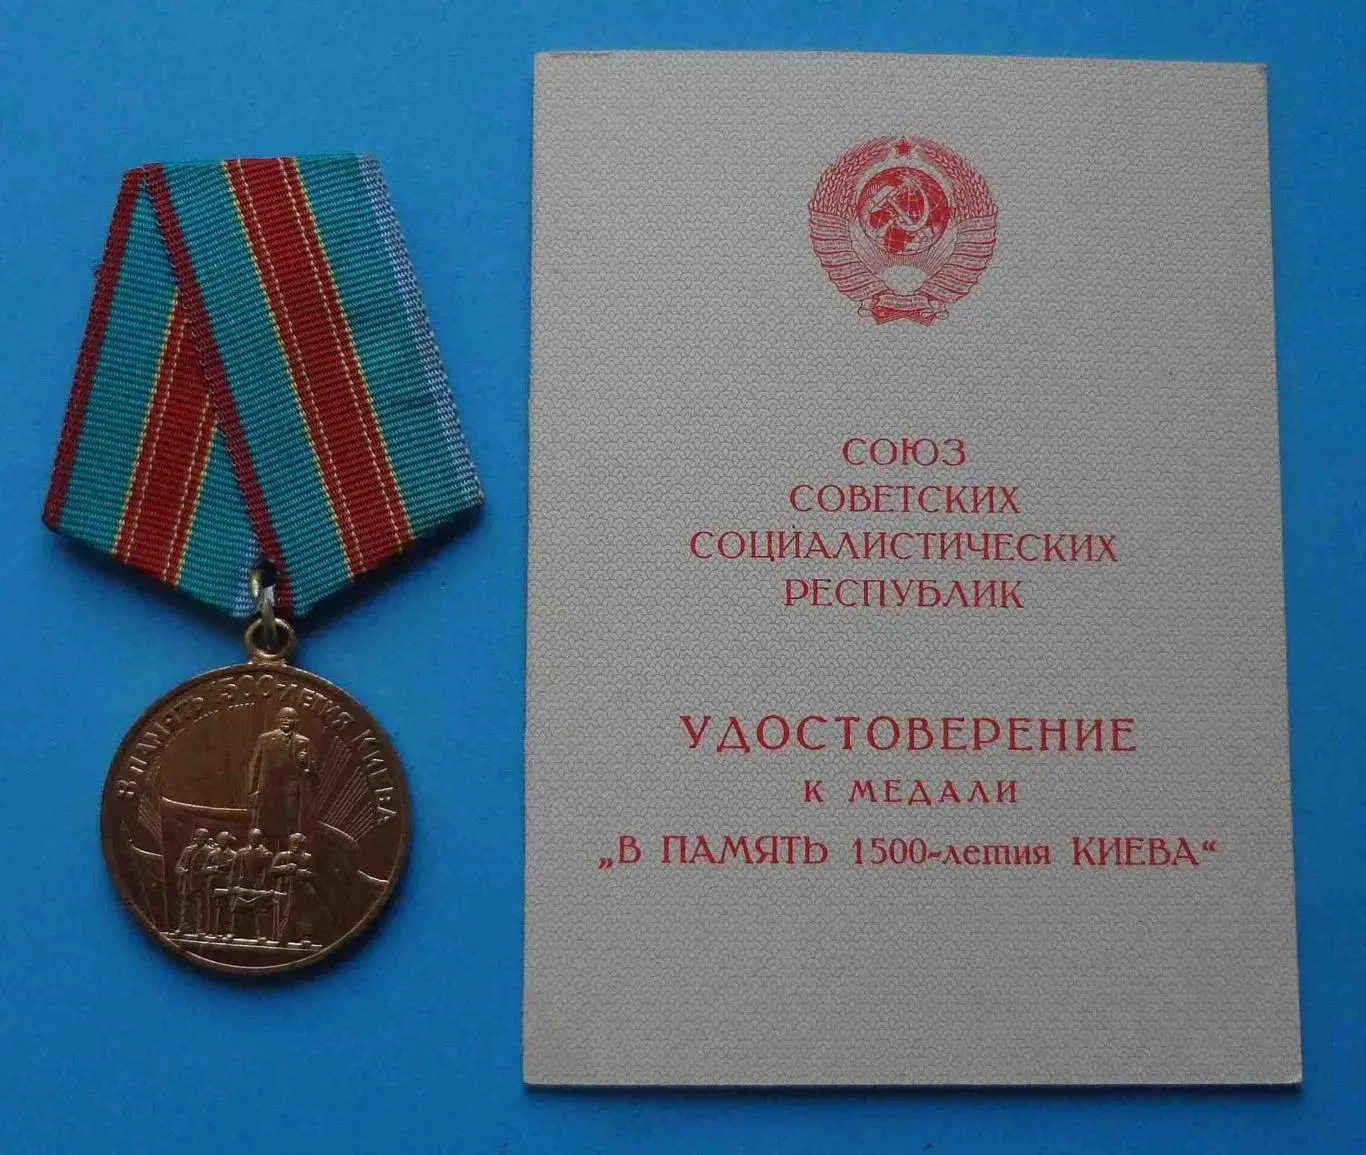 В ПАМЯТЬ 1500-ЛЕТИЯ КИЕВА
СОЮЗ
СОВЕТСКИХ
СОЦИАЛИСТИЧЕСКИХ
РЕСПУБЛИК
УДОСТОВЕРЕНИЕ
К МЕДАЛИ
„В ПАМЯТЬ 1500-летия КИЕВА“